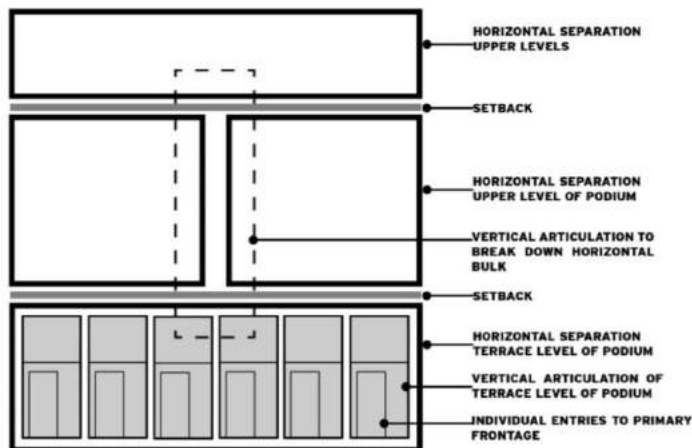 HORIZONTAL SEPARATION
UPPER LEVELS
SETBACK
HORIZONTAL SEPARATION
UPPER LEVEL OF PODIUM
VERTICAL ARTICULATION TO
BREAK DOWN HORIZONTAL
BULK
SETBACK
HORIZONTAL SEPARATION
TERRACE LEVEL OF PODIUM
VERTICAL ARTICULATION OF
TERRACE LEVEL OF PODIUM
INDIVIDUAL ENTRIES TO PRIMARY
FRONTAGE